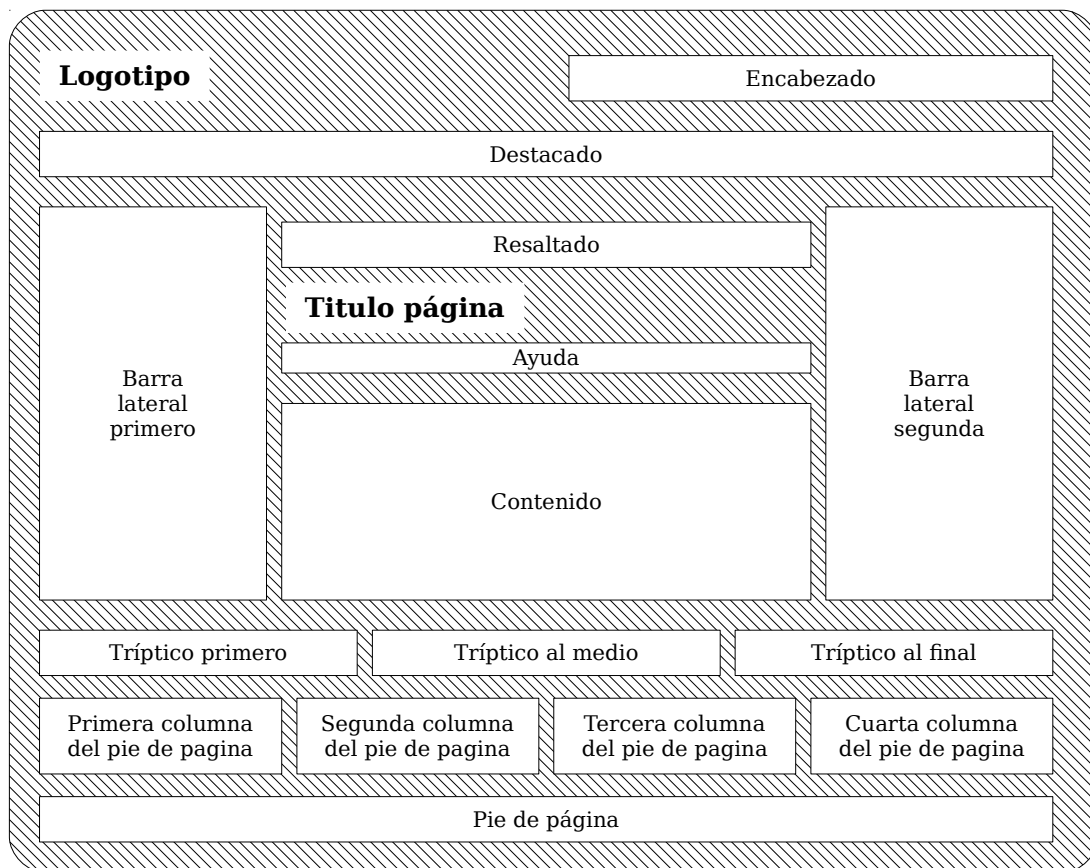 Logotipo
Encabezado
Destacado
Resaltado
Titulo página
Ayuda
Barra
lateral
primero
Contenido
Barra
lateral
segunda
Tríptico primero
Tríptico al medio
Tríptico al final
Primera columna
del pie de pagina
Segunda columna
del pie de pagina
Tercera columna
del pie de pagina
Cuarta columna
del pie de pagina
Pie de página